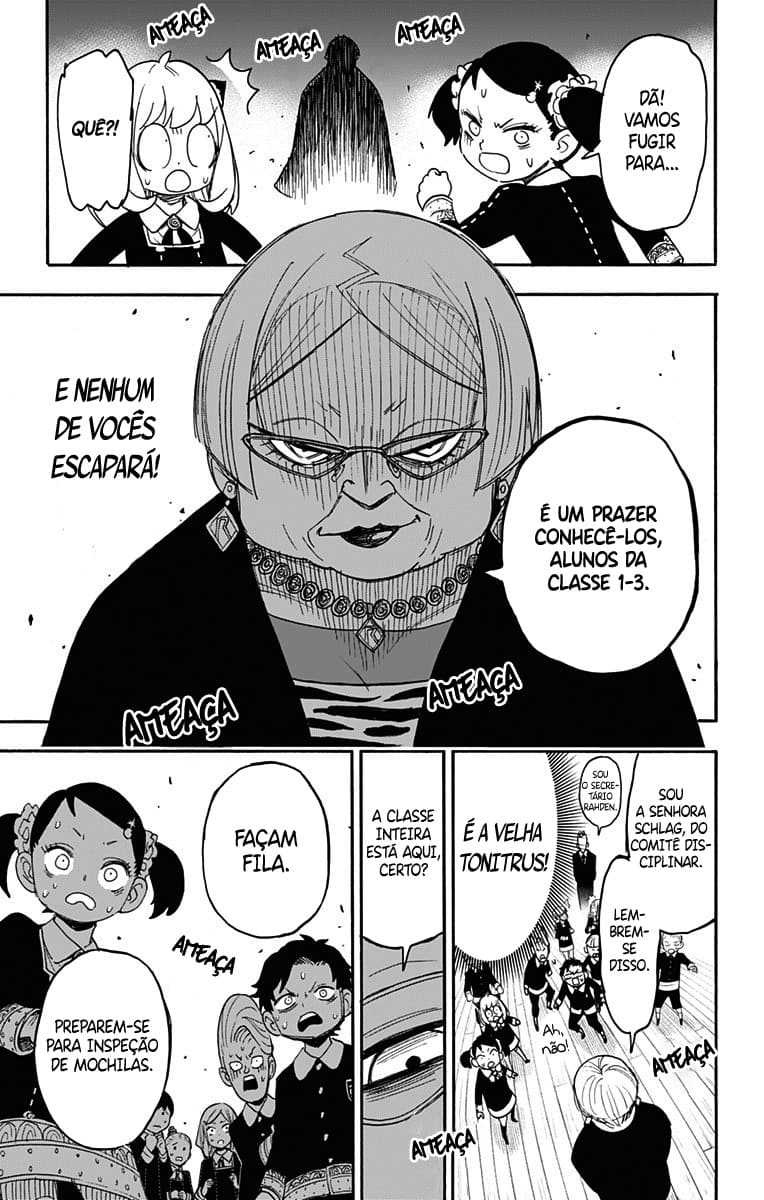 AMEAÇA
AMEAÇA
AMEAÇA
DÃ!
VAMOS
FUGIR
PARA...
QUÊ?!
E NENHUM
DE VOCÊS
ESCAPARÁ!
É UM PRAZER
CONHECÊ-LOS,
ALUNOS DA
CLASSE 1-3.
AMEAÇA
AMEAÇA
SOU
A SENHORA
SCHLAG, DO
COMITÊ DIS-
CIPLINAR.
LEM-
BREM-
SE
DISSO.
SOU
O SECRE-
TÁRIO
RAHDEN.
É A VELHA
TONITRUS!
Ah,
não!
AMEAÇA
AMEAÇA
A CLASSE
INTEIRA
ESTÁ AQUI,
CERTO?
FAÇAM
FILA.
AMEAÇA
PREPAREM-SE
PARA INSPEÇÃO
DE MOCHILAS.